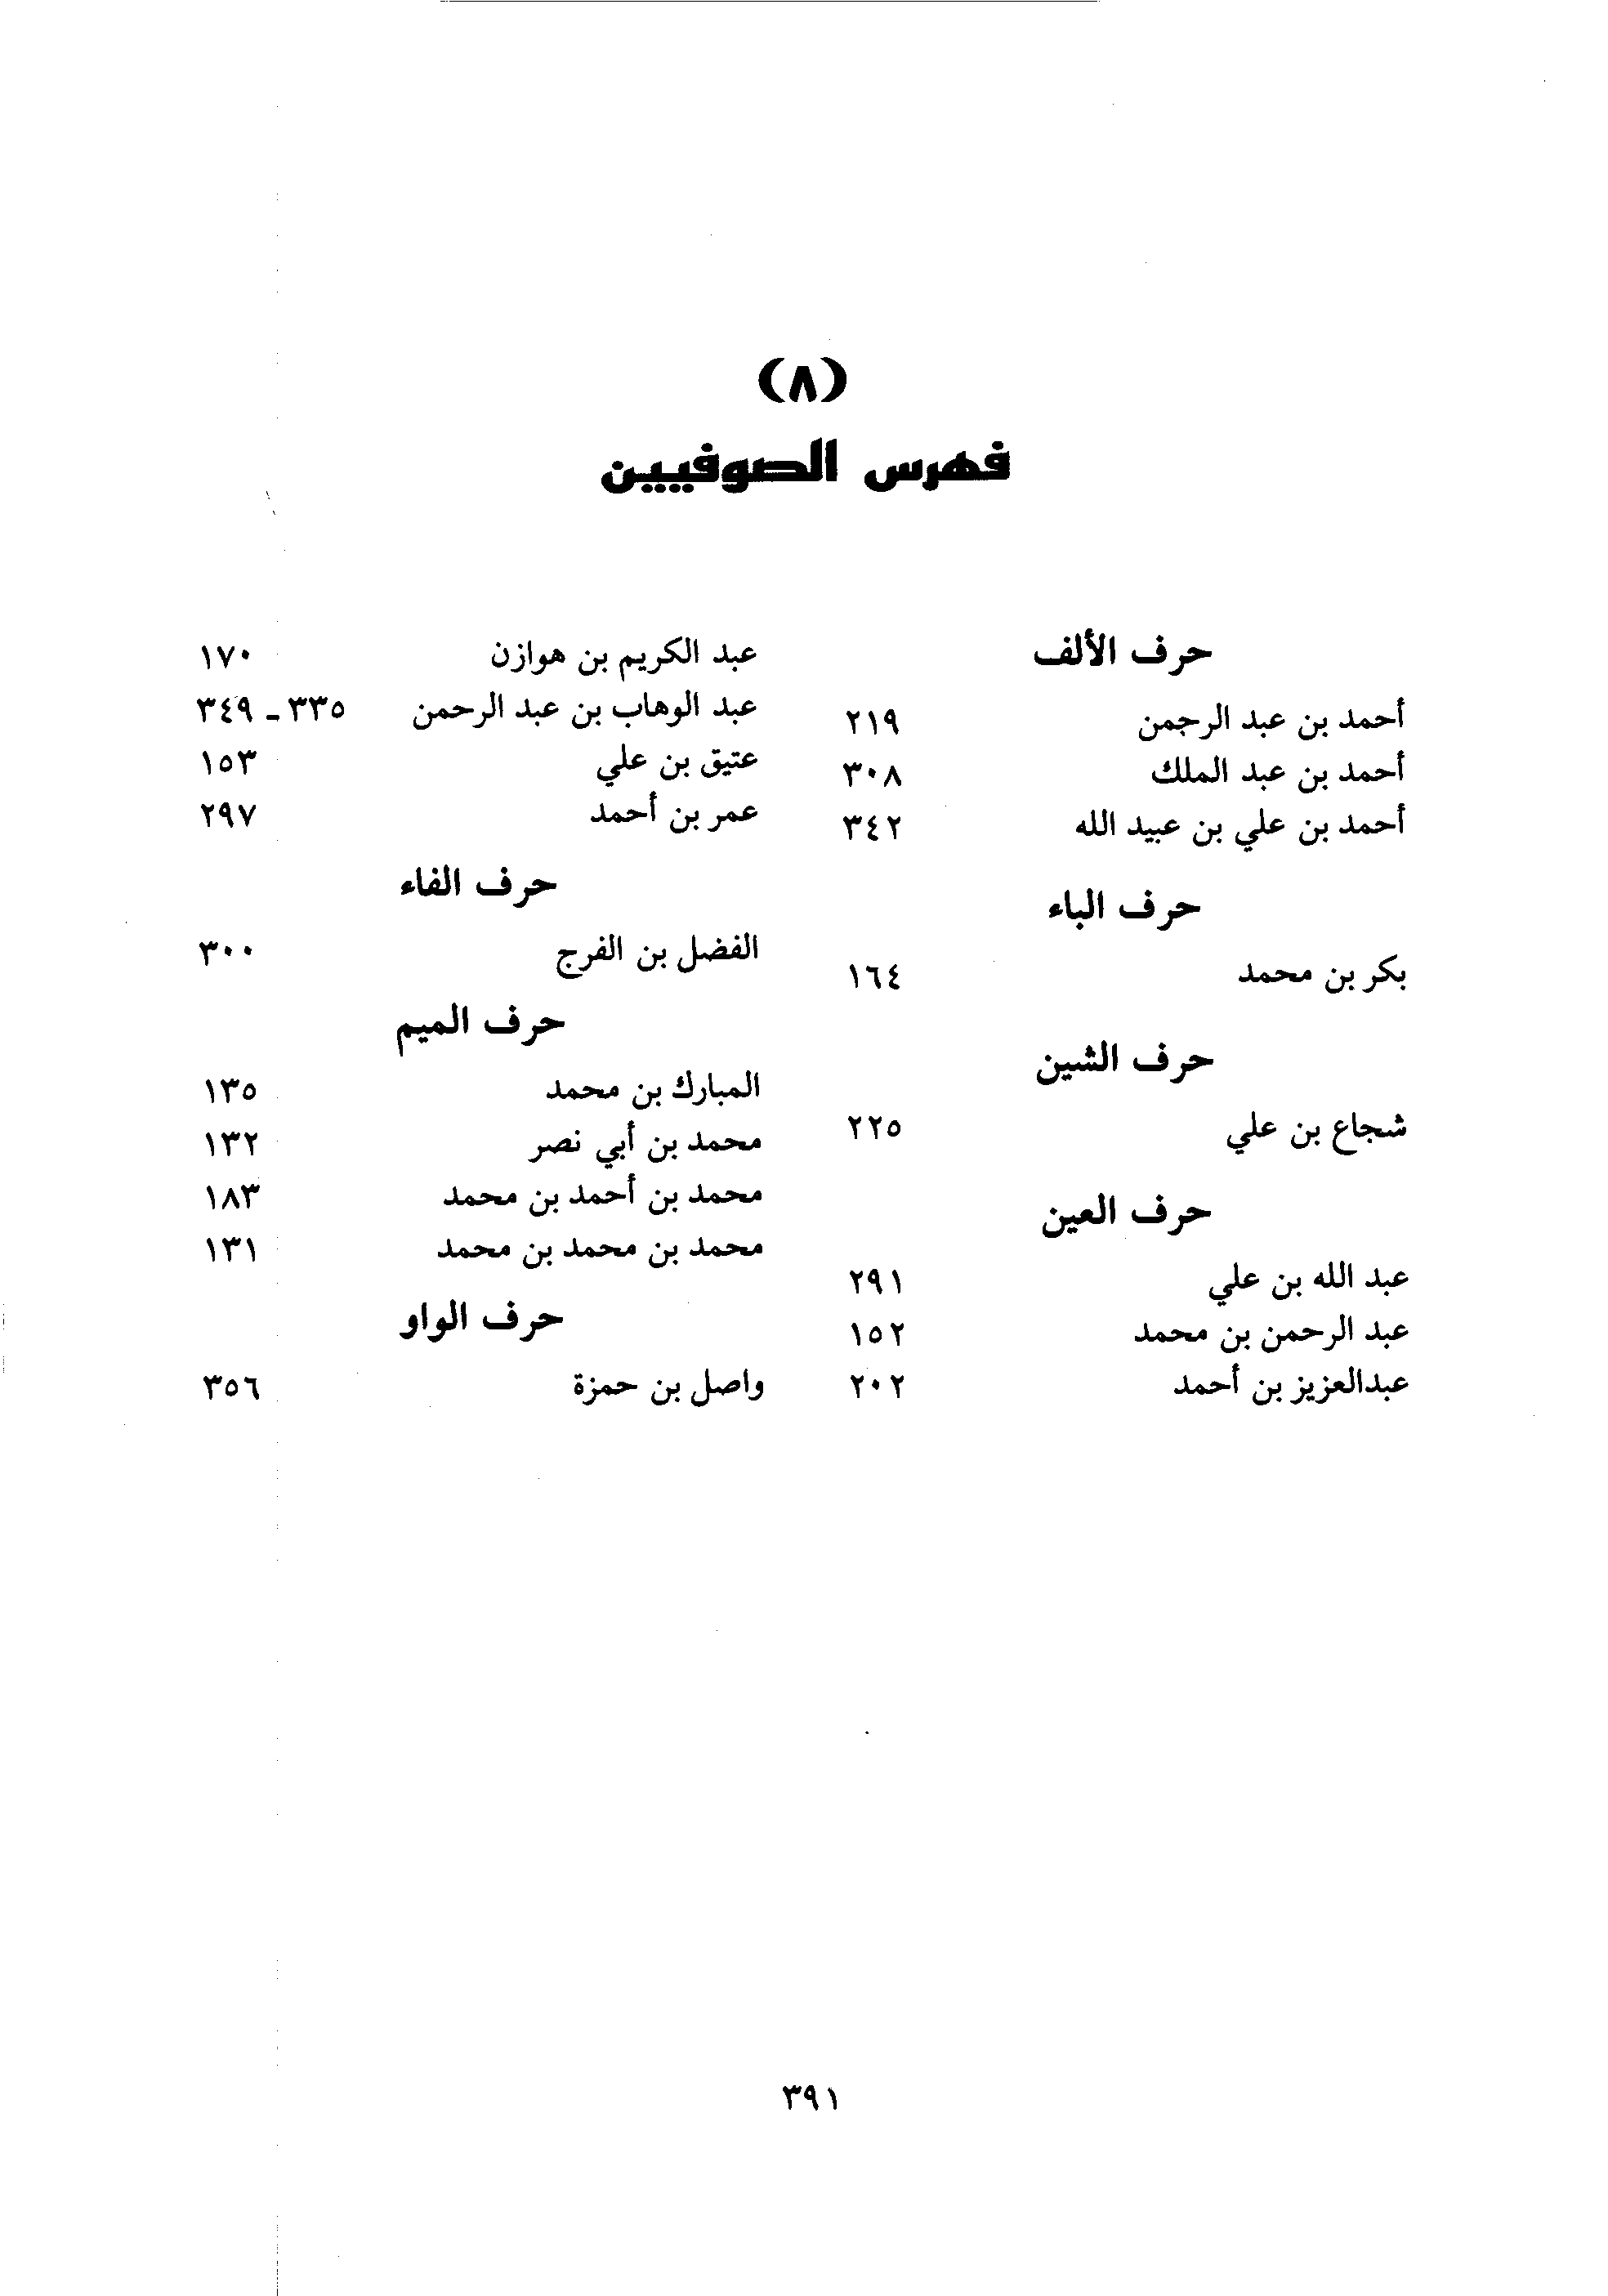 (٨)
فهرس الصوفيين
حرف الألف
أحمد بن عبد الرجمن ٢١٩
أحمد بن عبد الملك ٣٠٨
أحمد بن علي بن عبيد الله ٣٤٢
حرف الباء
بكر بن محمد ١٦٤
حرف الشين
شجاع بن علي ٢٢٥
حرف العين
عبد الله بن علي ٢٩١
عبد الرحمن بن محمد ١٥٢
عبدالعزيز بن أحمد ٢٠٢
عبد الكريم بن هوازن ١٧٠
عبد الوهاب بن عبد الرحمن ٣٣٥ - ٣٤٩
عتيق بن علي ١٥٣
عمر بن أحمد ٢٩٧
حرف الفاء
الفضل بن الفرج ٣٠٠
حرف الميم
المبارك بن محمد ١٣٥
محمد بن أبي نصر ١٣٢
محمد بن أحمد بن محمد ١٨٣
محمد بن محمد بن محمد ١٣١
حرف الواو
واصل بن حمزة ٣٥٦
٣٩١